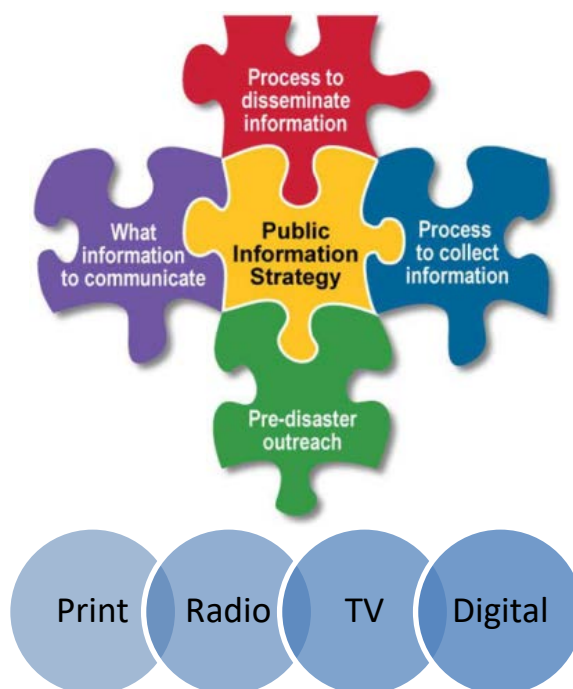 Process to
disseminate
information
What
information
to communicate
Public
Information
Strategy
Process
to collect
information
Pre-disaster
outreach
Print
Radio
TV
Digital